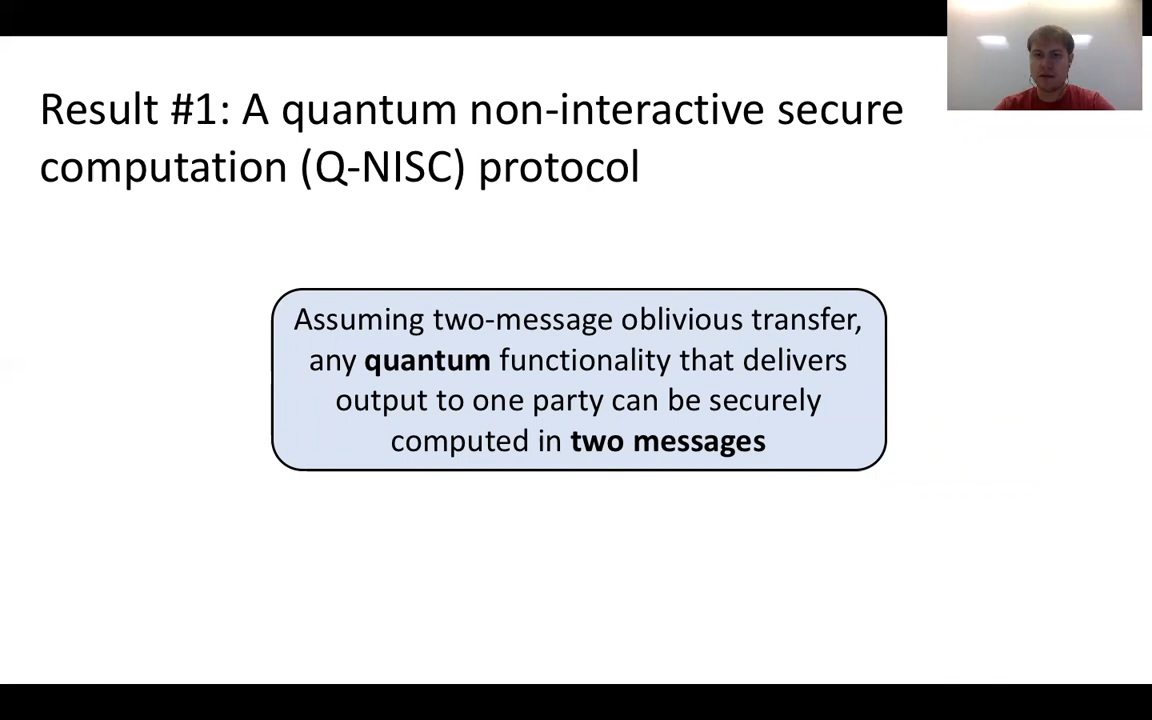 Result #1: A quantum non-interactive secure
computation (Q-NISC) protocol
Assuming two-message oblivious transfer,
any quantum functionality that delivers
output to one party can be securely
computed in two messages